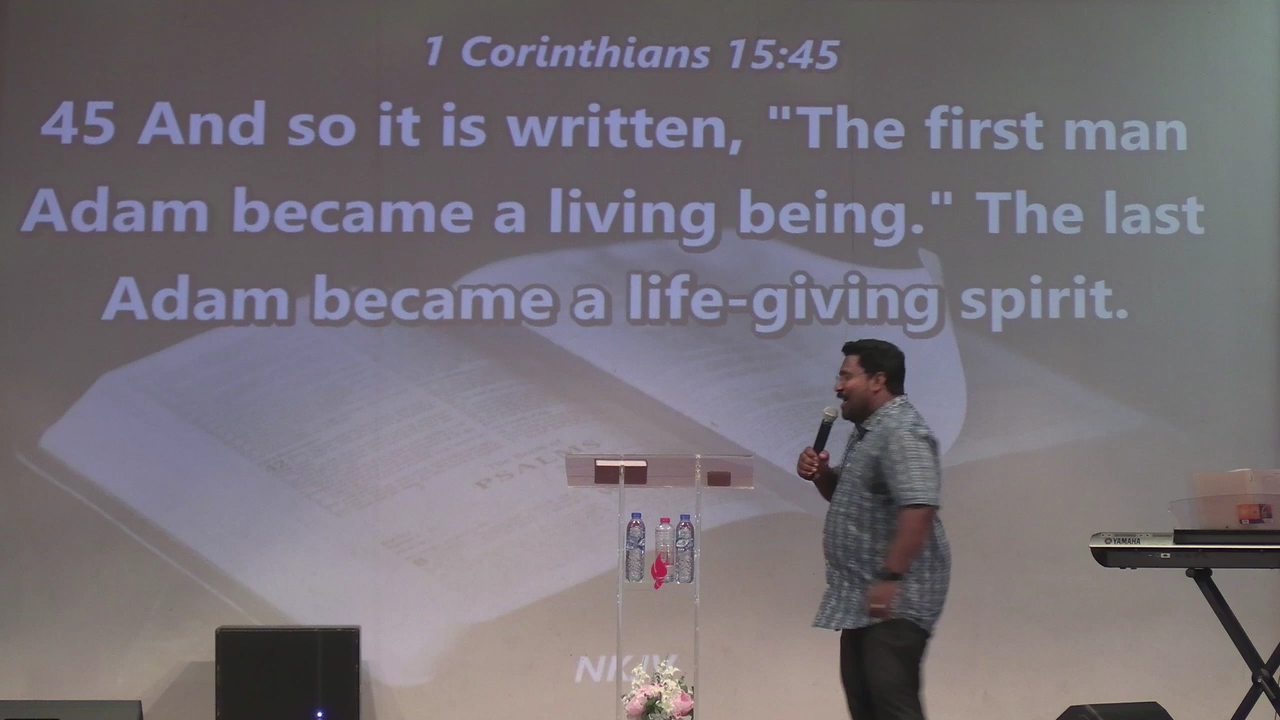 1 Corinthians 15:45
45 And so it is written, "The first man
Adam became a living being." The last
Adam became a life-giving spirit.
PSALMS
NKJV
YAMAHA